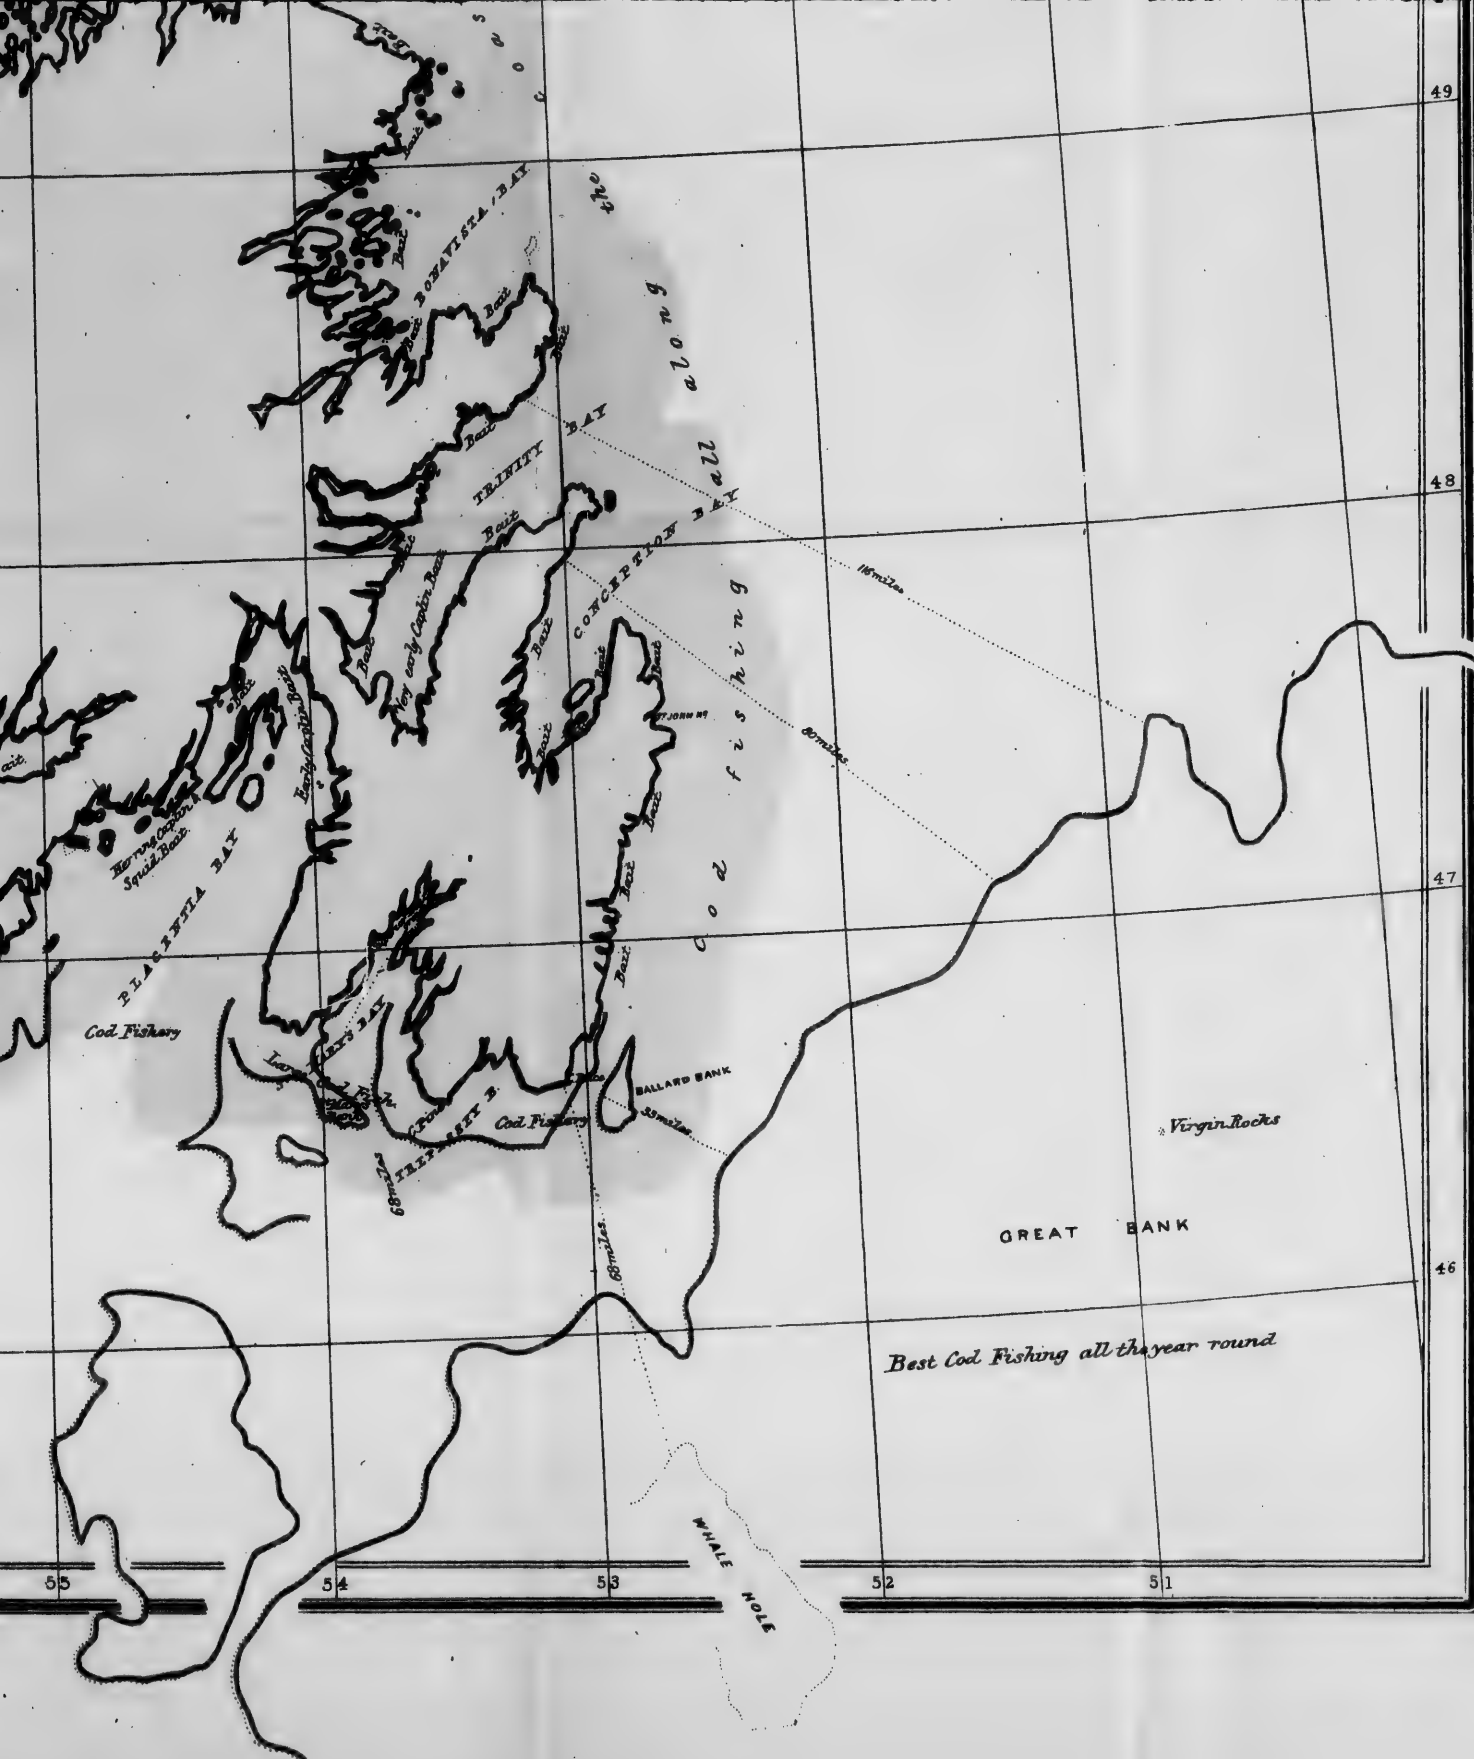 Bait
49
Bait
the
BONAVISTA BAY
Bait
along
Bait
Bait
Bait
TRINITY BAY
Bait
all
48
CONCEPTION BAY
Bait
Bait
Very early Caplin Bait
116 miles
fishing
Bait
Bait
Bait
Bait
Bait
Early Caplin Bait
ST JOHN HR
Bait
80 miles
ait
Bait
Herring Caplin &
Squid Bait
PLACENTIA BAY
Bait
Cod
47
Bait
Cod Fishery
BALLARD BANK
Cod Fishery
33 miles
Virgin Rocks
68 miles
GREAT BANK
68 miles
46
Best Cod Fishing all the year round
WHALE HOLE
55
54
53
52
51